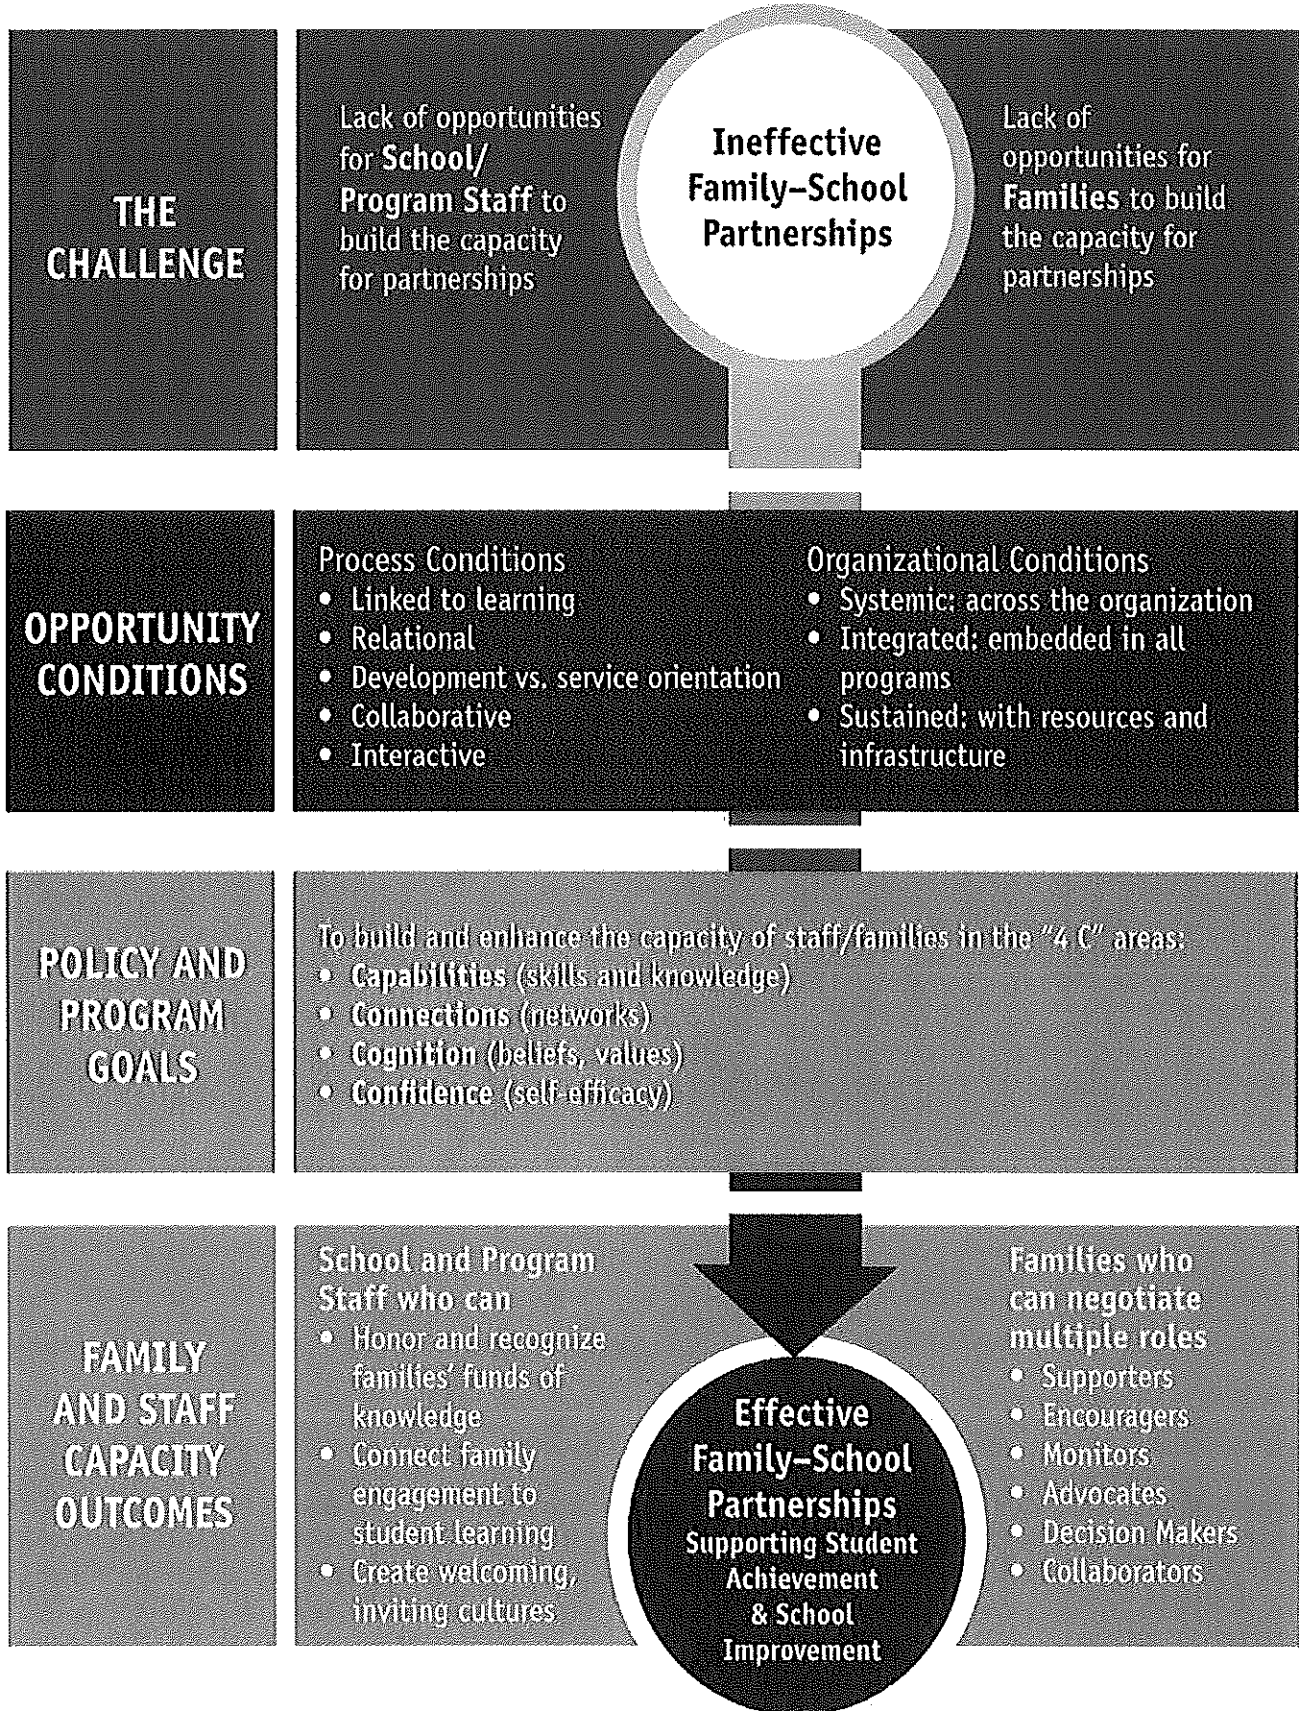 THE
CHALLENGE
Lack of opportunities
for School/
Program Staff to
build the capacity
for partnerships
Ineffective
Family–School
Partnerships
Lack of
opportunities for
Families to build
the capacity for
partnerships
OPPORTUNITY
CONDITIONS
Process Conditions
• Linked to learning
• Relational
• Development vs. service orientation
• Collaborative
• Interactive
Organizational Conditions
• Systemic: across the organization
• Integrated: embedded in all
programs
• Sustained: with resources and
infrastructure
POLICY AND
PROGRAM
GOALS
To build and enhance the capacity of staff/families in the "4 C" areas:
• Capabilities (skills and knowledge)
• Connections (networks)
• Cognition (beliefs, values)
• Confidence (self-efficacy)
FAMILY
AND STAFF
CAPACITY
OUTCOMES
School and Program
Staff who can
• Honor and recognize
families' funds of
knowledge
• Connect family
engagement to
student learning
• Create welcoming,
inviting cultures
Effective
Family–School
Partnerships
Supporting Student
Achievement
& School
Improvement
Families who
can negotiate
multiple roles
• Supporters
• Encouragers
• Monitors
• Advocates
• Decision Makers
• Collaborators